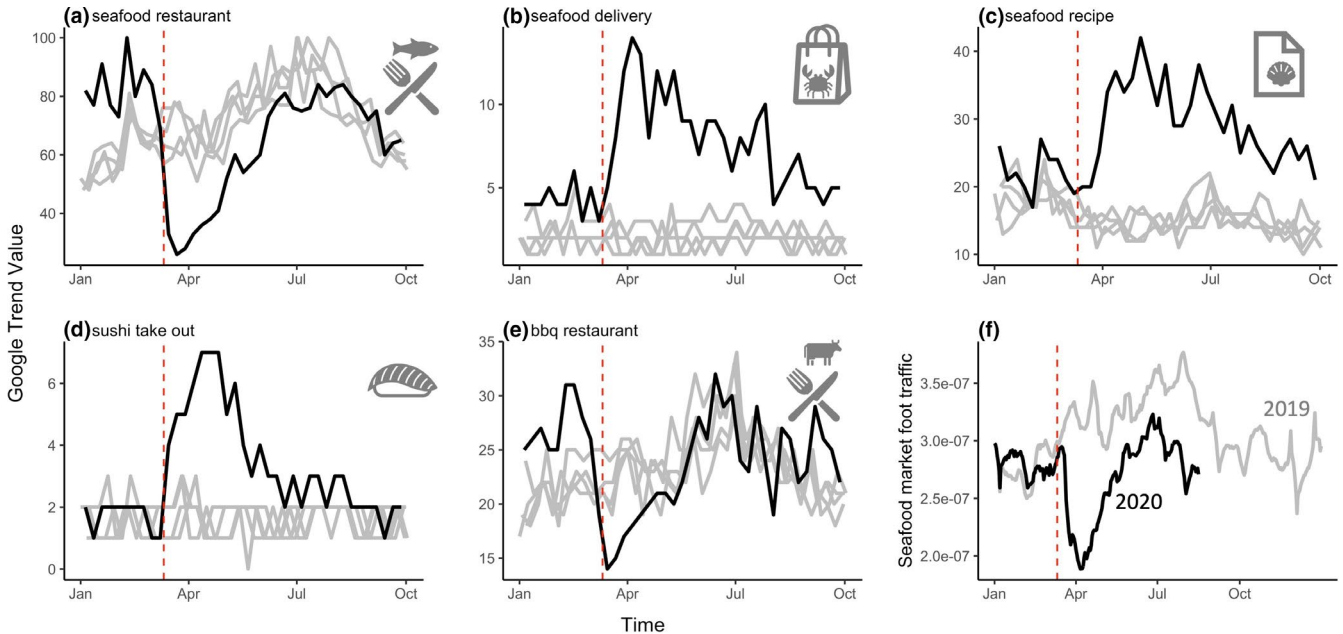 (a) seafood restaurant
100
80
60
40
Jan Apr Jul Oct
(b) seafood delivery
10
5
Jan Apr Jul Oct
(c) seafood recipe
40
30
20
10
Jan Apr Jul Oct
Google Trend Value
(d) sushi take out
6
4
2
0
Jan Apr Jul Oct
(e) bbq restaurant
35
30
25
20
15
Jan Apr Jul Oct
(f)
Seafood market foot traffic
3.5e-07
3.0e-07
2.5e-07
2.0e-07
2019
2020
Jan Apr Jul Oct
Time